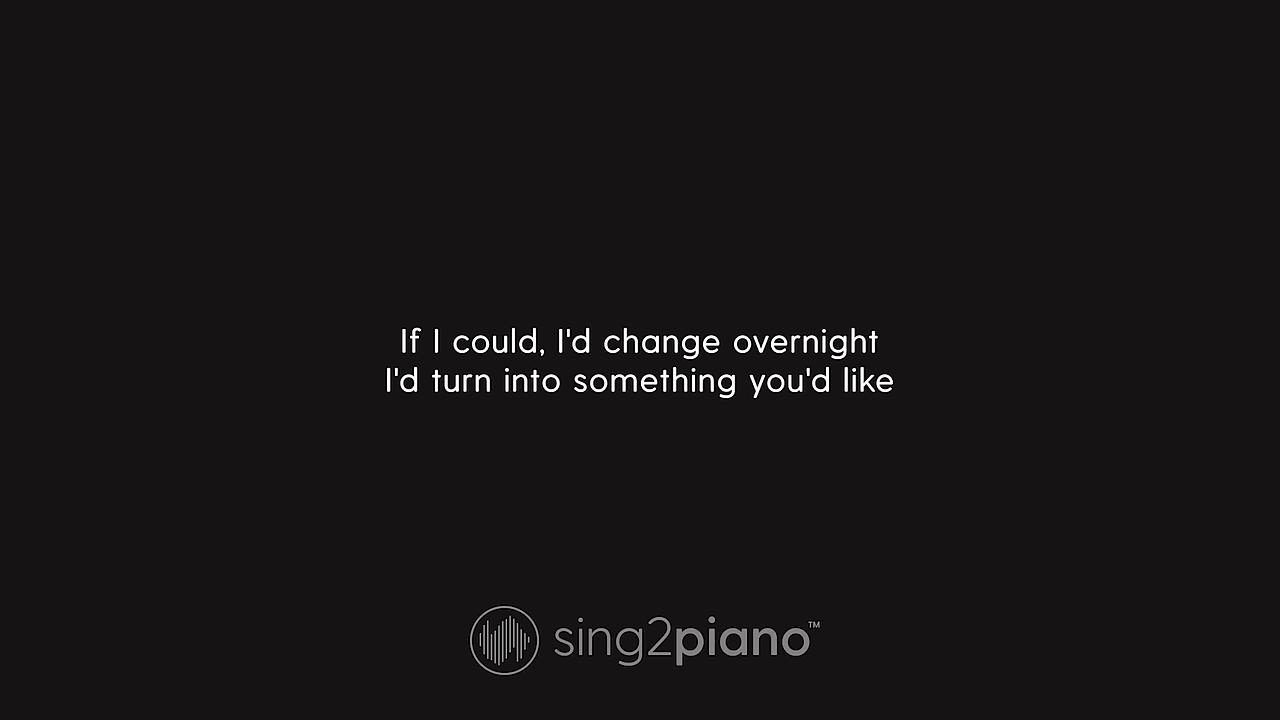 If I could, I'd change overnight
I'd turn into something you'd like
sing2piano™